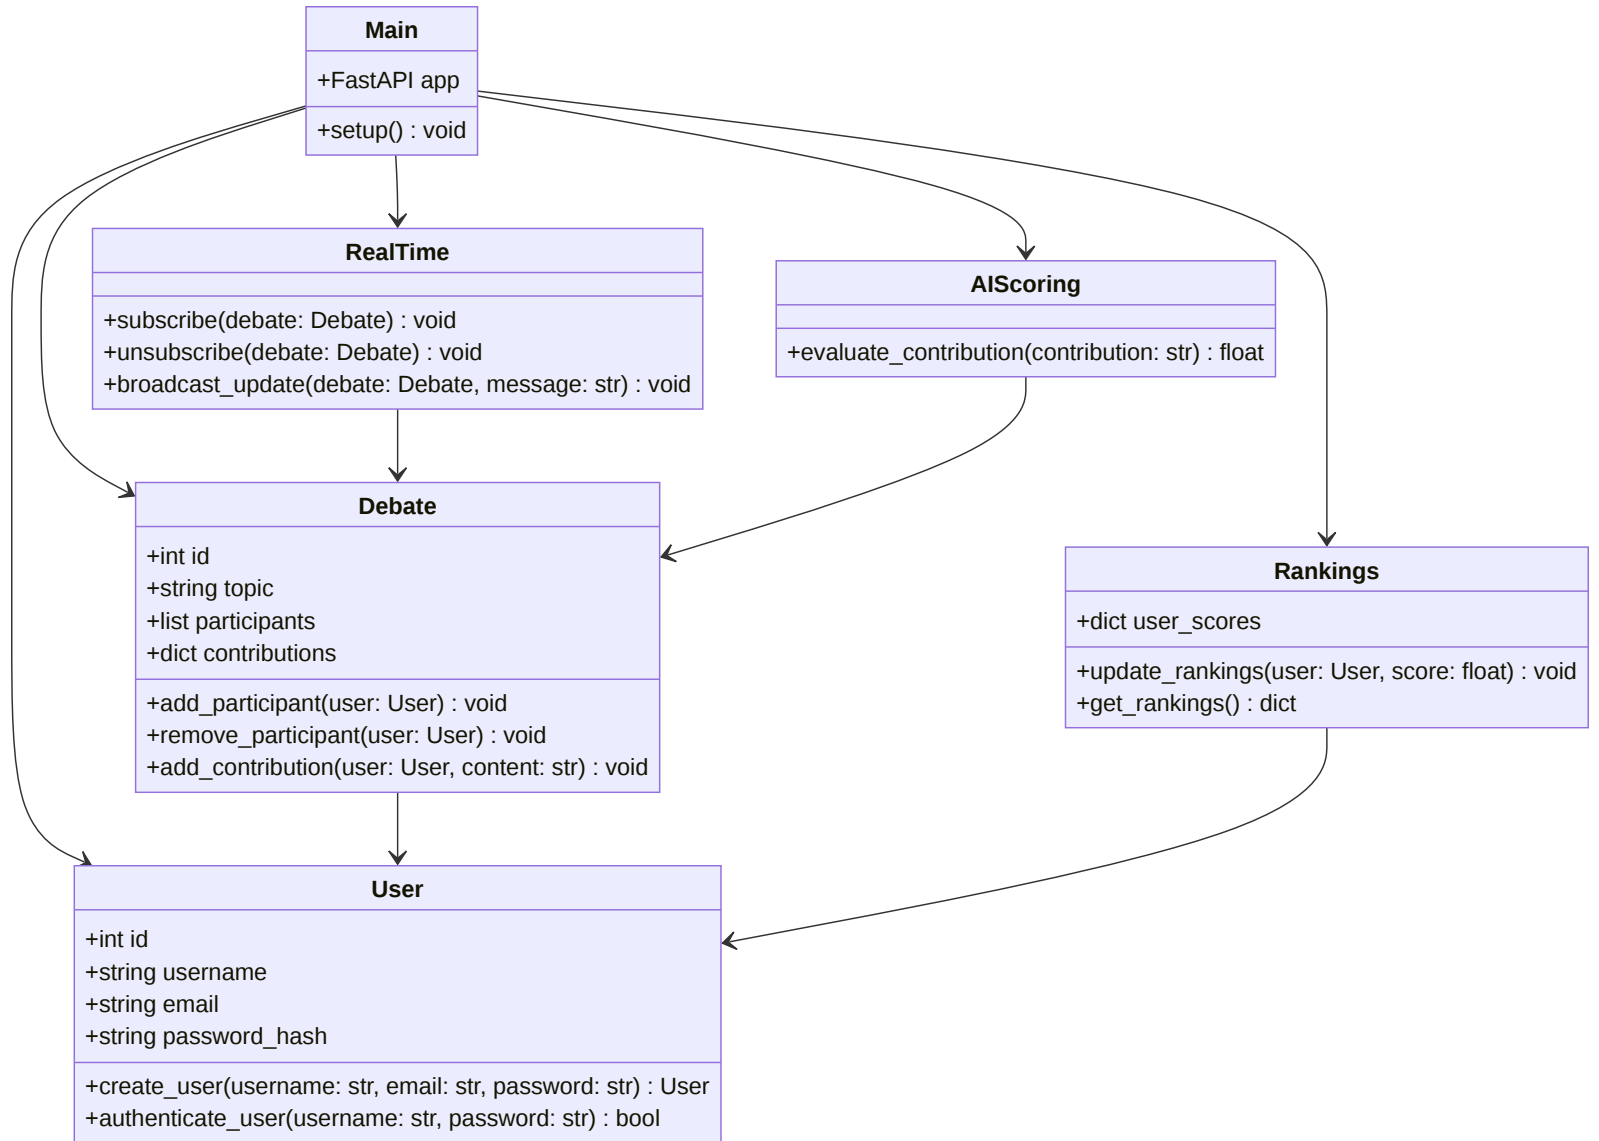 Main
+FastAPI app
+setup() : void
RealTime
+subscribe(debate: Debate) : void
+unsubscribe(debate: Debate) : void
+broadcast_update(debate: Debate, message: str) : void
AIScoring
+evaluate_contribution(contribution: str) : float
Debate
+int id
+string topic
+list participants
+dict contributions
+add_participant(user: User) : void
+remove_participant(user: User) : void
+add_contribution(user: User, content: str) : void
Rankings
+dict user_scores
+update_rankings(user: User, score: float) : void
+get_rankings() : dict
User
+int id
+string username
+string email
+string password_hash
+create_user(username: str, email: str, password: str) : User
+authenticate_user(username: str, password: str) : bool